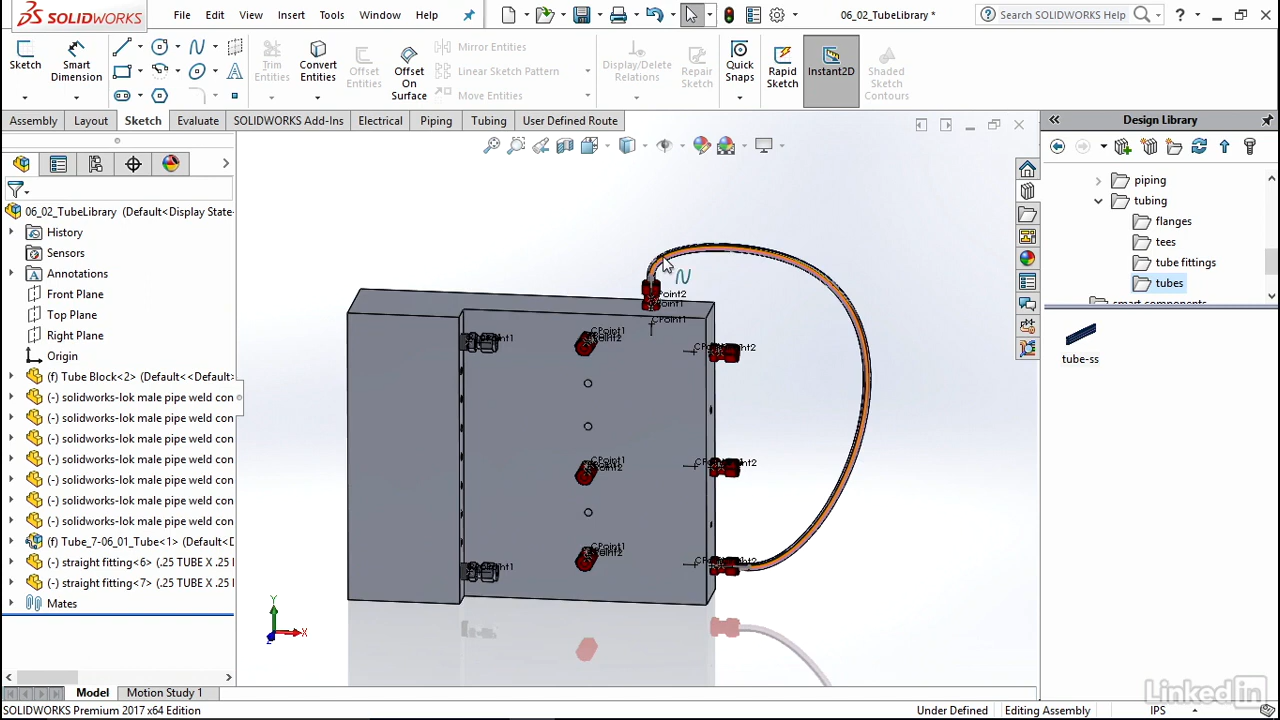 SOLIDWORKS
File Edit View Insert Tools Window Help
06_02_TubeLibrary *
Search SOLIDWORKS Help
Sketch
Smart Dimension
Trim Entities
Convert Entities
Offset Entities
Offset On Surface
Mirror Entities
Linear Sketch Pattern
Move Entities
Display/Delete Relations
Repair Sketch
Quick Snaps
Rapid Sketch
Instant2D
Shaded Sketch Contours
Assembly Layout Sketch Evaluate SOLIDWORKS Add-Ins Electrical Piping Tubing User Defined Route
Design Library
06_02_TubeLibrary (Default<Display State-
History
Sensors
Annotations
Front Plane
Top Plane
Right Plane
Origin
(f) Tube Block<2> (Default<<Default>
(-) solidworks-lok male pipe weld con
(-) solidworks-lok male pipe weld con
(-) solidworks-lok male pipe weld con
(-) solidworks-lok male pipe weld con
(-) solidworks-lok male pipe weld con
(-) solidworks-lok male pipe weld con
(-) solidworks-lok male pipe weld con
(f) Tube_7-06_01_Tube<1> (Default<D
(-) straight fitting<6> (.25 TUBE X .25 I
(-) straight fitting<7> (.25 TUBE X .25 I
Mates
piping
tubing
flanges
tees
tube fittings
tubes
smart components
tube-ss
CPoint1
Y
X
Z
Model Motion Study 1
SOLIDWORKS Premium 2017 x64 Edition
Under Defined Editing Assembly IPS
LinkedIn